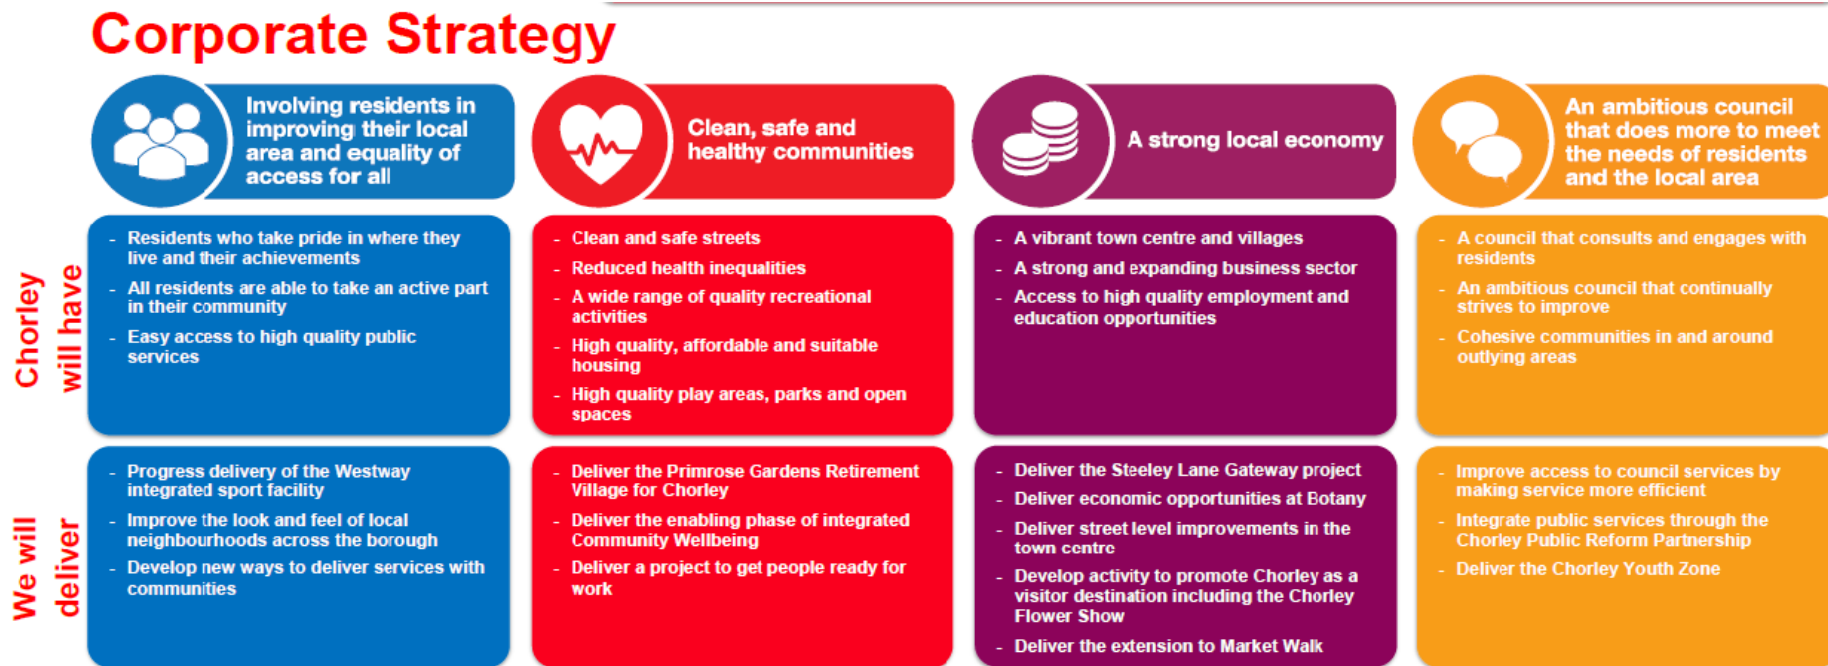 Corporate Strategy
Involving residents in
improving their local
area and equality of
access for all
Clean, safe and
healthy communities
A strong local economy
An ambitious council
that does more to meet
the needs of residents
and the local area
Chorley
will have
- Residents who take pride in where they
live and their achievements
- All residents are able to take an active part
in their community
- Easy access to high quality public
services
- Clean and safe streets
- Reduced health inequalities
- A wide range of quality recreational
activities
- High quality, affordable and suitable
housing
- High quality play areas, parks and open
spaces
- A vibrant town centre and villages
- A strong and expanding business sector
- Access to high quality employment and
education opportunities
- A council that consults and engages with
residents
- An ambitious council that continually
strives to improve
- Cohesive communities in and around
outlying areas
We will
deliver
- Progress delivery of the Westway
integrated sport facility
- Improve the look and feel of local
neighbourhoods across the borough
- Develop new ways to deliver services with
communities
- Deliver the Primrose Gardens Retirement
Village for Chorley
- Deliver the enabling phase of integrated
Community Wellbeing
- Deliver a project to get people ready for
work
- Deliver the Steeley Lane Gateway project
- Deliver economic opportunities at Botany
- Deliver street level improvements in the
town centre
- Develop activity to promote Chorley as a
visitor destination including the Chorley
Flower Show
- Deliver the extension to Market Walk
- Improve access to council services by
making service more efficient
- Integrate public services through the
Chorley Public Reform Partnership
- Deliver the Chorley Youth Zone